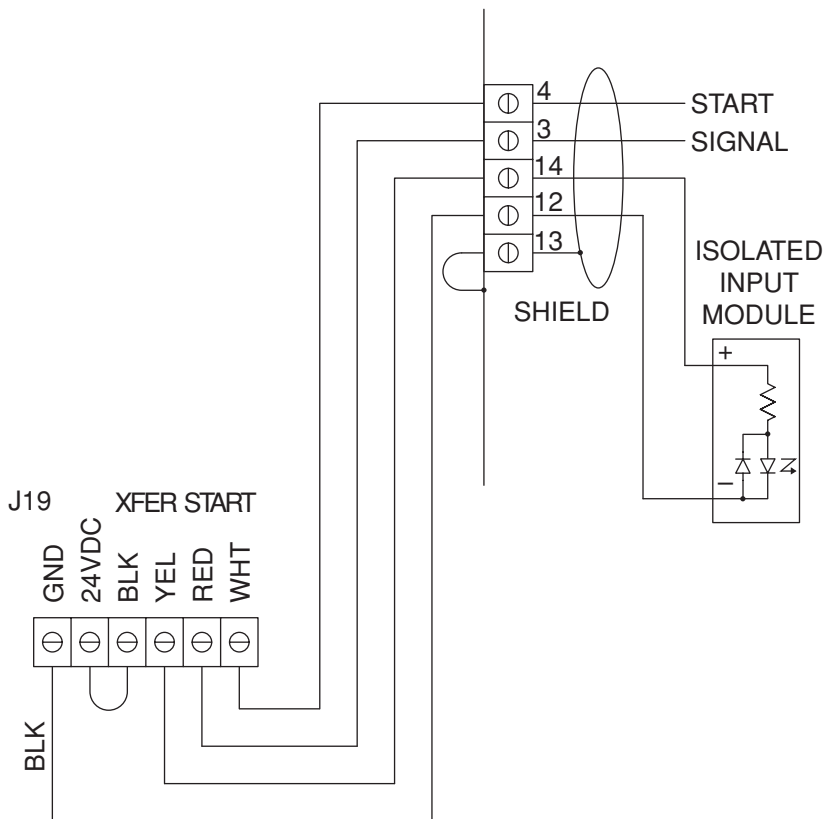 4
START
3
SIGNAL
14
12
13
ISOLATED
INPUT
MODULE
SHIELD
+
−
J19
XFER START
GND
24VDC
BLK
YEL
RED
WHT
BLK